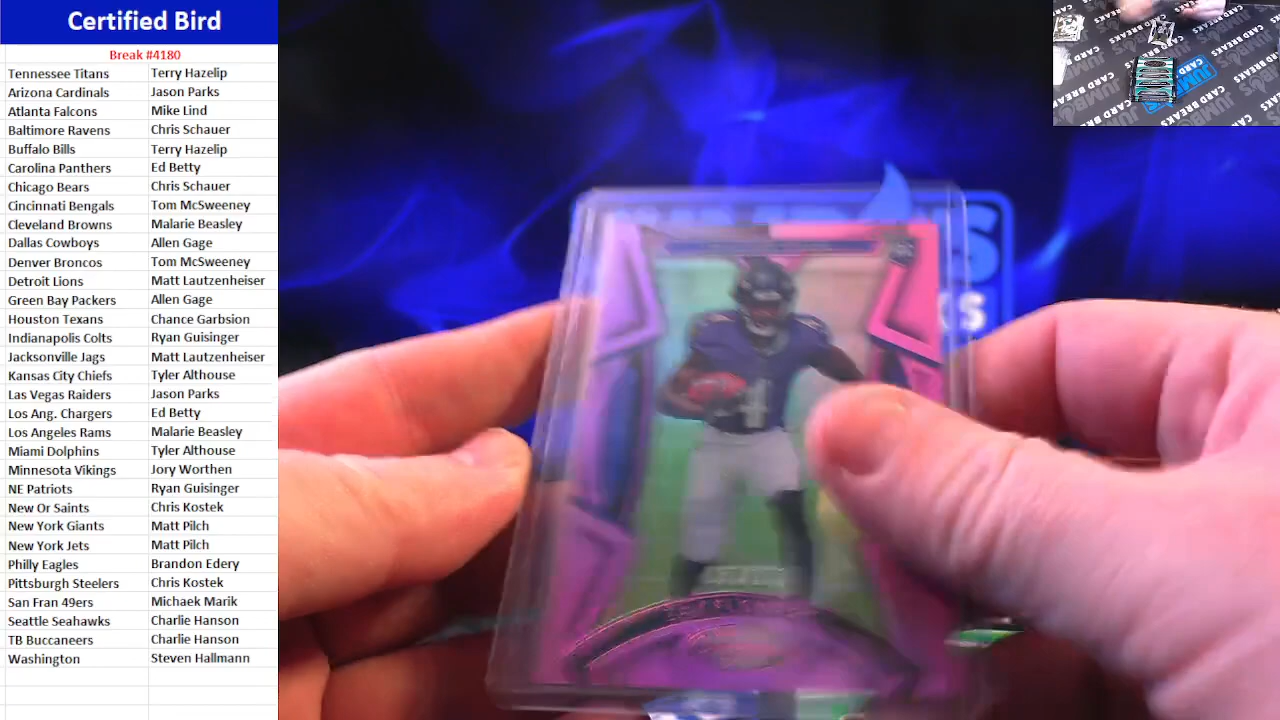 Certified Bird
Break #4180
Tennessee Titans Terry Hazelip
Arizona Cardinals Jason Parks
Atlanta Falcons Mike Lind
Baltimore Ravens Chris Schauer
Buffalo Bills Terry Hazelip
Carolina Panthers Ed Betty
Chicago Bears Chris Schauer
Cincinnati Bengals Tom McSweeney
Cleveland Browns Malarie Beasley
Dallas Cowboys Allen Gage
Denver Broncos Tom McSweeney
Detroit Lions Matt Lautzenheiser
Green Bay Packers Allen Gage
Houston Texans Chance Garbsion
Indianapolis Colts Ryan Guisinger
Jacksonville Jags Matt Lautzenheiser
Kansas City Chiefs Tyler Althouse
Las Vegas Raiders Jason Parks
Los Ang. Chargers Ed Betty
Los Angeles Rams Malarie Beasley
Miami Dolphins Tyler Althouse
Minnesota Vikings Jory Worthen
NE Patriots Ryan Guisinger
New Or Saints Chris Kostek
New York Giants Matt Pilch
New York Jets Matt Pilch
Philly Eagles Brandon Edery
Pittsburgh Steelers Chris Kostek
San Fran 49ers Michaek Marik
Seattle Seahawks Charlie Hanson
TB Buccaneers Charlie Hanson
Washington Steven Hallmann
CARD BREAKS
JUMBO
CARD BREAKS